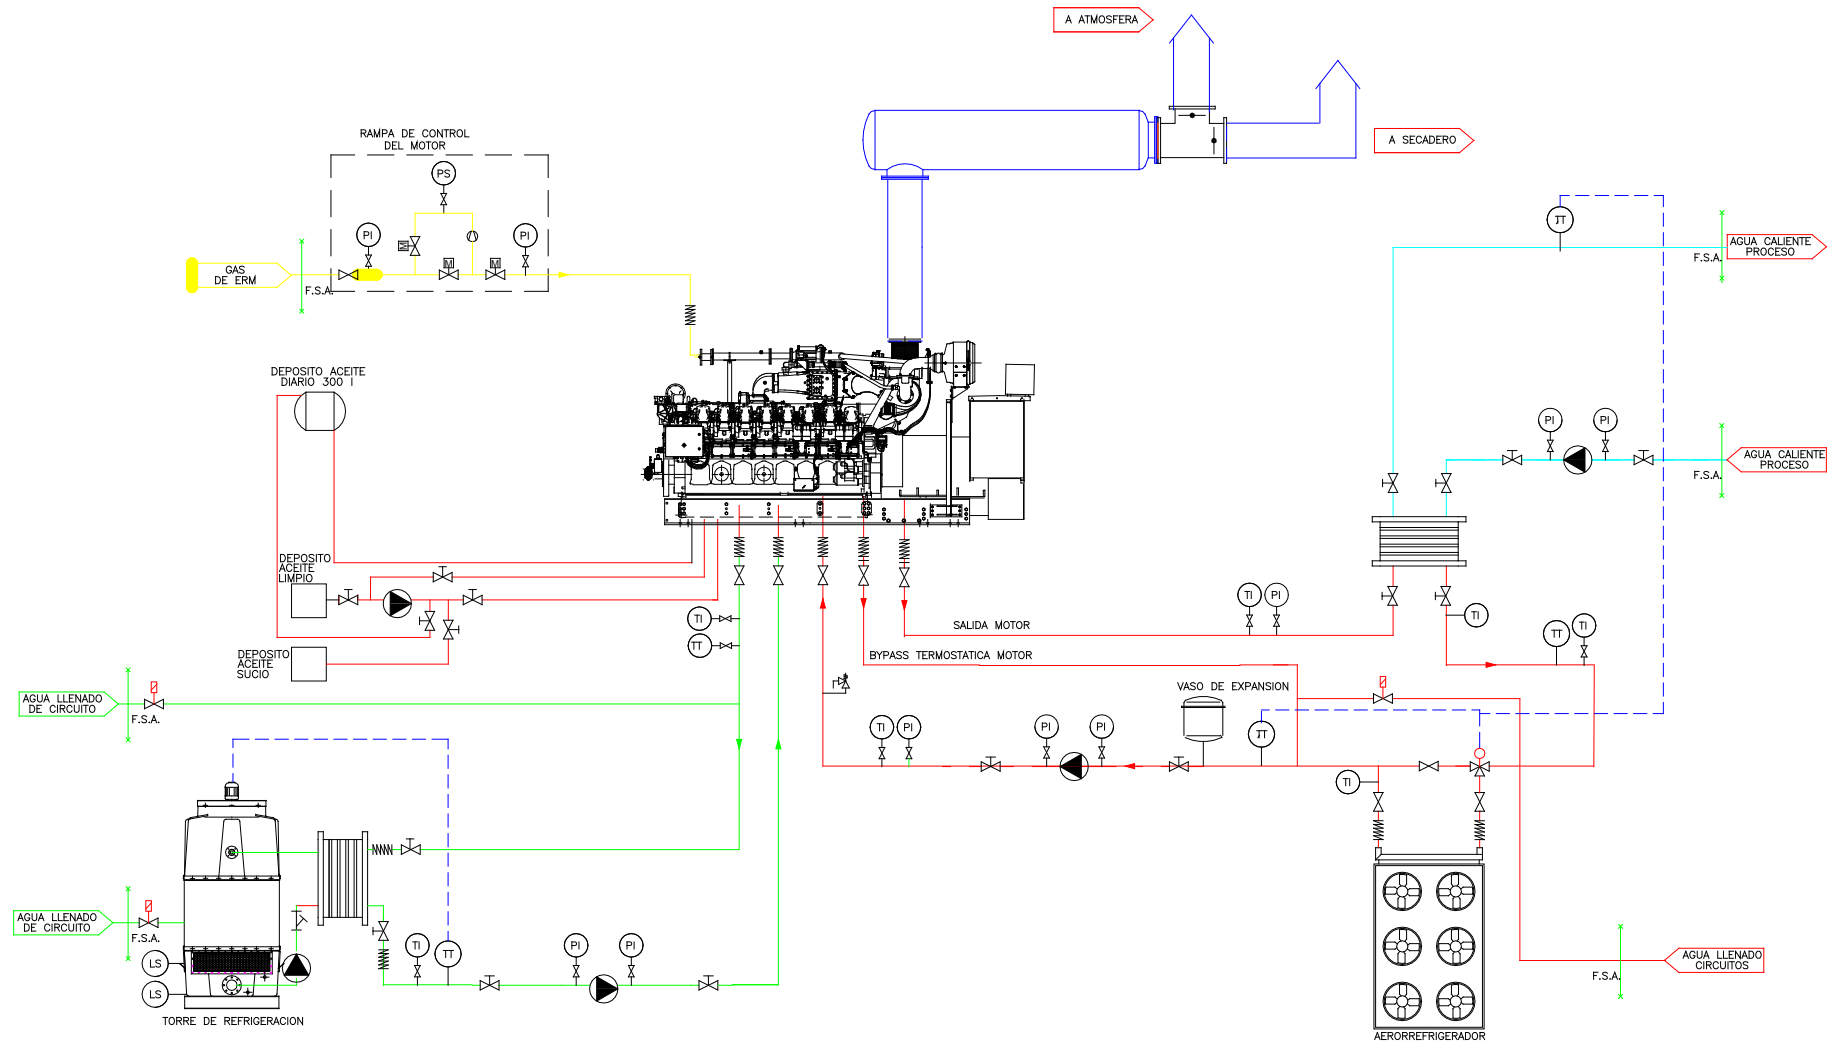 A ATMOSFERA
A SECADERO
RAMPA DE CONTROL
DEL MOTOR
PS
PI
PI
M
M
M
GAS
DE ERM
F.S.A.
TT
AGUA CALIENTE
PROCESO
F.S.A.
DEPOSITO ACEITE
DIARIO 300 l
PI
PI
AGUA CALIENTE
PROCESO
F.S.A.
DEPOSITO
ACEITE
LIMPIO
DEPOSITO
ACEITE
SUCIO
TI
TT
SALIDA MOTOR
TI
PI
TI
TT
TI
BYPASS TERMOSTATICA MOTOR
VASO DE EXPANSION
AGUA LLENADO
DE CIRCUITO
F.S.A.
TI
PI
PI
PI
TT
TI
AGUA LLENADO
DE CIRCUITO
F.S.A.
LS
LS
TI
TT
PI
PI
TORRE DE REFRIGERACION
AGUA LLENADO
CIRCUITOS
F.S.A.
AERORREFRIGERADOR